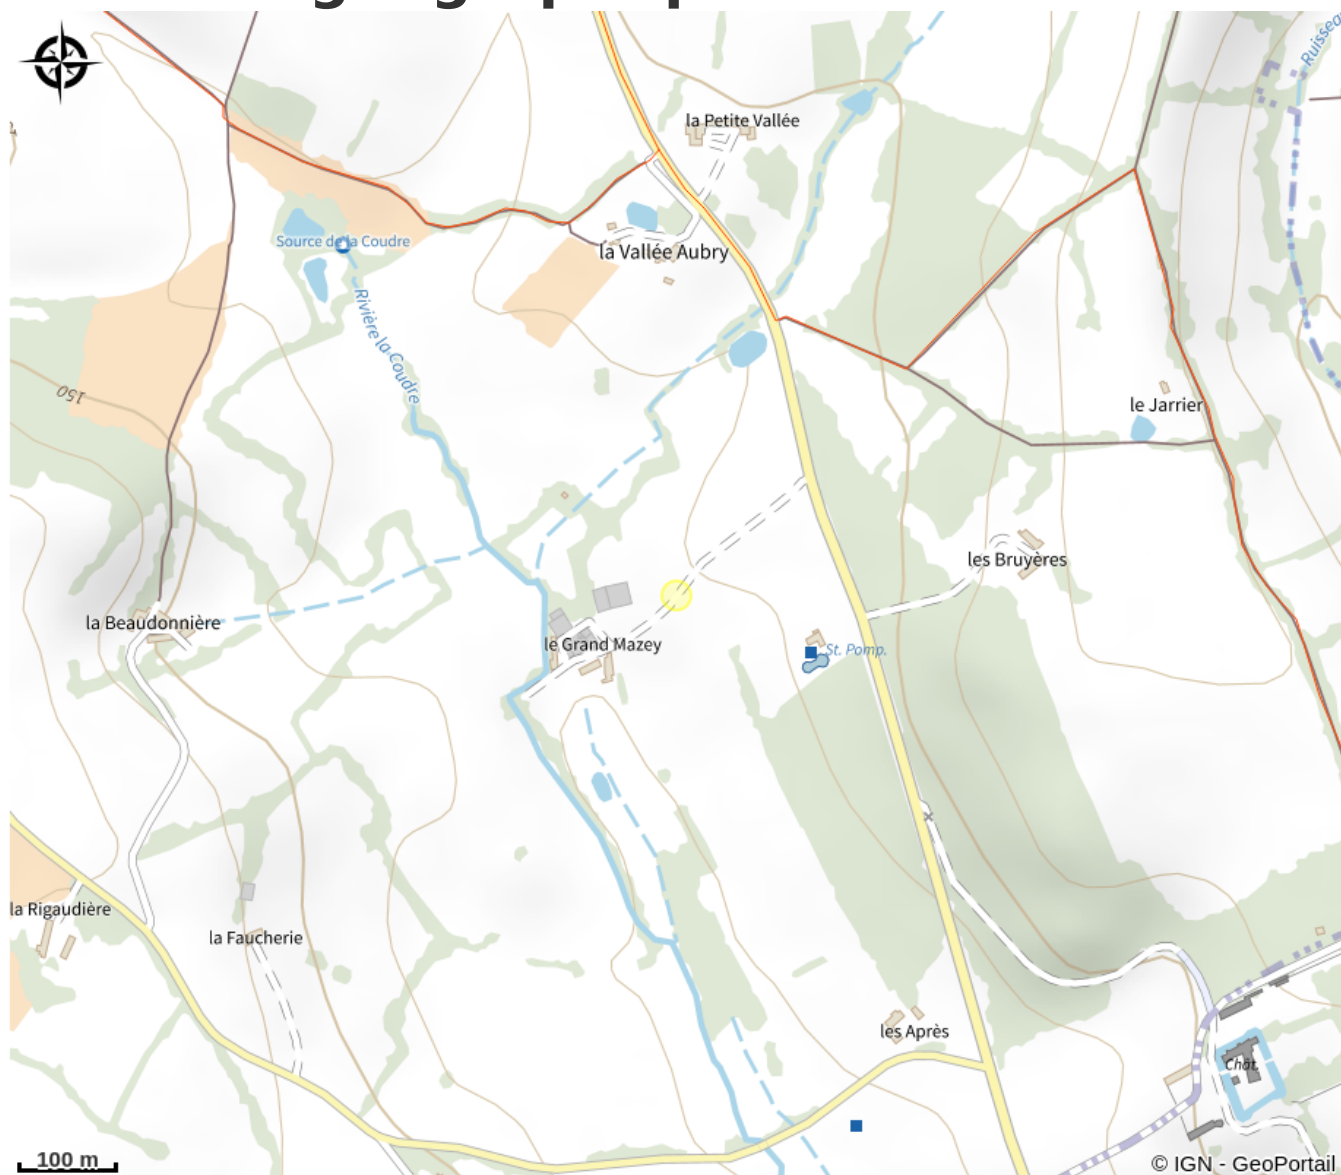 la Petite Vallée
Ruisseau
Source de la Coudre
la Vallée Aubry
Rivière la Coudre
150
le Jarrier
les Bruyères
la Beaudonnière
le Grand Mazey
St. Pomp.
la Rigaudière
la Faucherie
les Après
Chât.
100 m
© IGN - GeoPortail